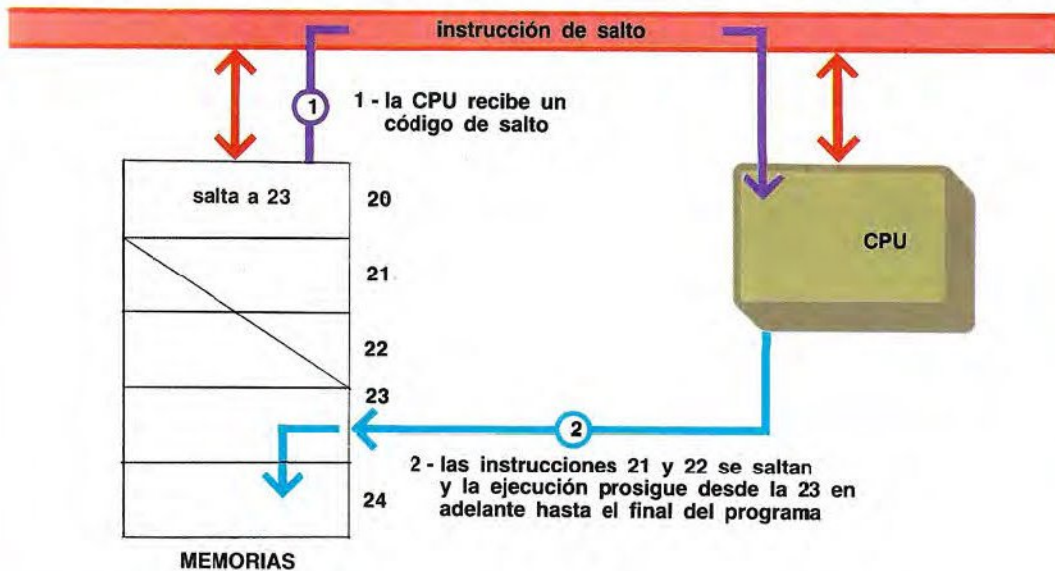 instrucción de salto
1
1 - la CPU recibe un
código de salto
salta a 23
20
21
22
23
24
CPU
2
2 - las instrucciones 21 y 22 se saltan
y la ejecución prosigue desde la 23 en
adelante hasta el final del programa
MEMORIAS